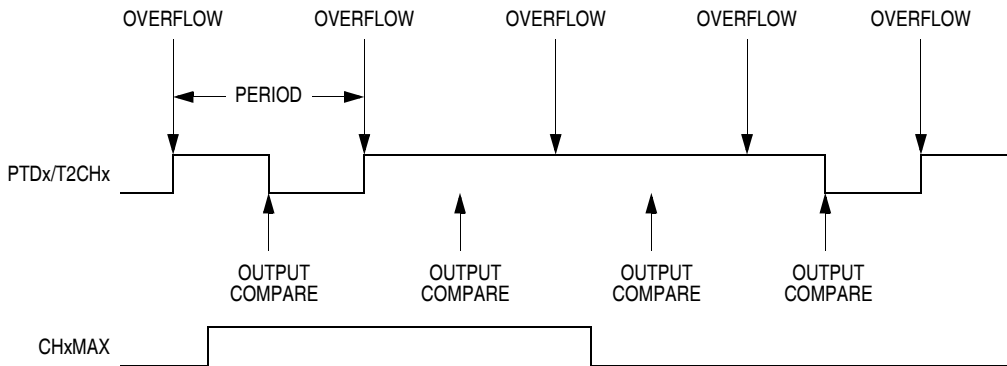 OVERFLOW OVERFLOW OVERFLOW OVERFLOW OVERFLOW
PERIOD
PTDx/T2CHx
OUTPUT COMPARE
OUTPUT COMPARE
OUTPUT COMPARE
OUTPUT COMPARE
CHxMAX